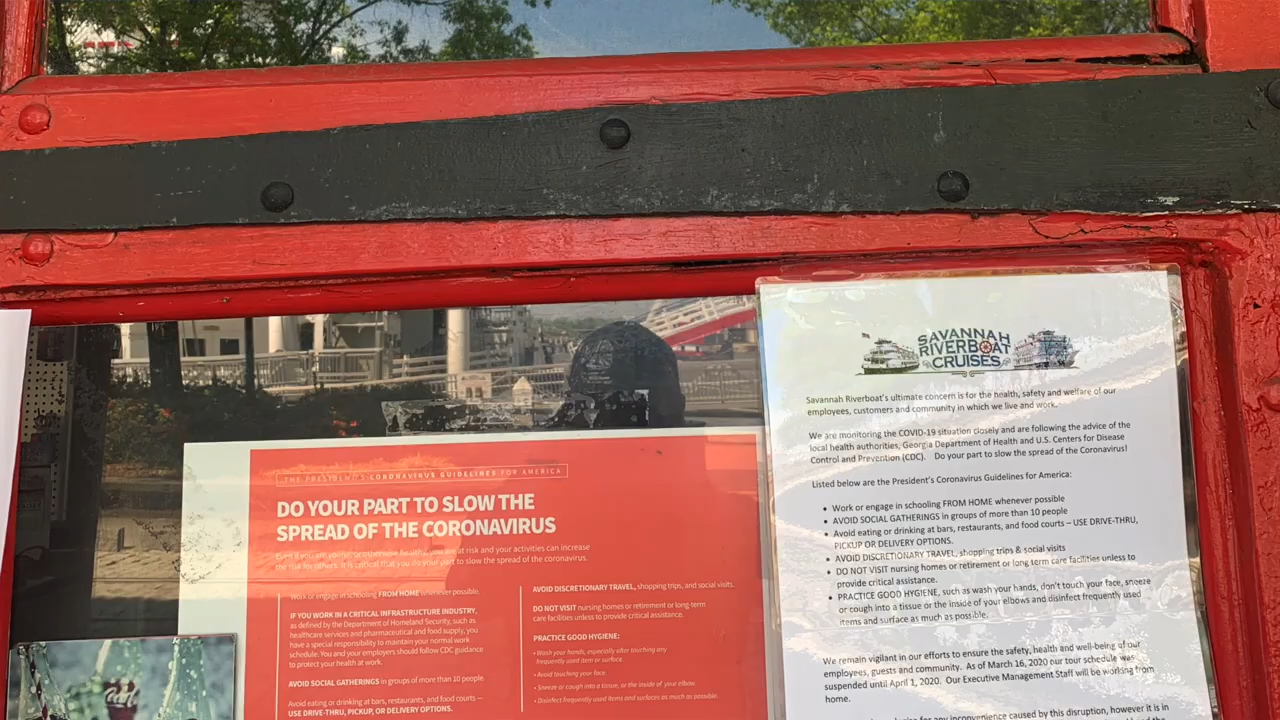 THE PRESIDENT'S CORONAVIRUS GUIDELINES FOR AMERICA
DO YOUR PART TO SLOW THE
SPREAD OF THE CORONAVIRUS
Even if you are young, or otherwise healthy, you are at risk and your activities can increase
the risk for others. It is critical that you do your part to slow the spread of the coronavirus.
Work or engage in schooling FROM HOME whenever possible.
IF YOU WORK IN A CRITICAL INFRASTRUCTURE INDUSTRY,
as defined by the Department of Homeland Security, such as
healthcare services and pharmaceutical and food supply, you
have a special responsibility to maintain your normal work
schedule. You and your employers should follow CDC guidance
to protect your health at work.
AVOID SOCIAL GATHERINGS in groups of more than 10 people.
Avoid eating or drinking at bars, restaurants, and food courts —
USE DRIVE-THRU, PICKUP, OR DELIVERY OPTIONS.
AVOID DISCRETIONARY TRAVEL, shopping trips, and social visits.
DO NOT VISIT nursing homes or retirement or long-term
care facilities unless to provide critical assistance.
PRACTICE GOOD HYGIENE:
• Wash your hands, especially after touching any
frequently used item or surface.
• Avoid touching your face.
• Sneeze or cough into a tissue, or the inside of your elbow.
• Disinfect frequently used items and surfaces as much as possible.
SAVANNAH
RIVERBOAT
CRUISES
Savannah Riverboat's ultimate concern is for the health, safety and welfare of our
employees, customers and community in which we live and work.
We are monitoring the COVID-19 situation closely and are following the advice of the
local health authorities, Georgia Department of Health and U.S. Centers for Disease
Control and Prevention (CDC). Do your part to slow the spread of the Coronavirus!
Listed below are the President's Coronavirus Guidelines for America:
• Work or engage in schooling FROM HOME whenever possible
• AVOID SOCIAL GATHERINGS in groups of more than 10 people
• Avoid eating or drinking at bars, restaurants, and food courts – USE DRIVE-THRU,
PICKUP OR DELIVERY OPTIONS.
• AVOID DISCRETIONARY TRAVEL, shopping trips & social visits
• DO NOT VISIT nursing homes or retirement or long term care facilities unless to
provide critical assistance.
• PRACTICE GOOD HYGIENE, such as wash your hands, don't touch your face, sneeze
or cough into a tissue or the inside of your elbows and disinfect frequently used
items and surface as much as possible.
We remain vigilant in our efforts to ensure the safety, health and well-being of our
employees, guests and community. As of March 16, 2020 our tour schedule was
suspended until April 1, 2020. Our Executive Management Staff will be working from
home.
for any inconvenience caused by this disruption, however it is in